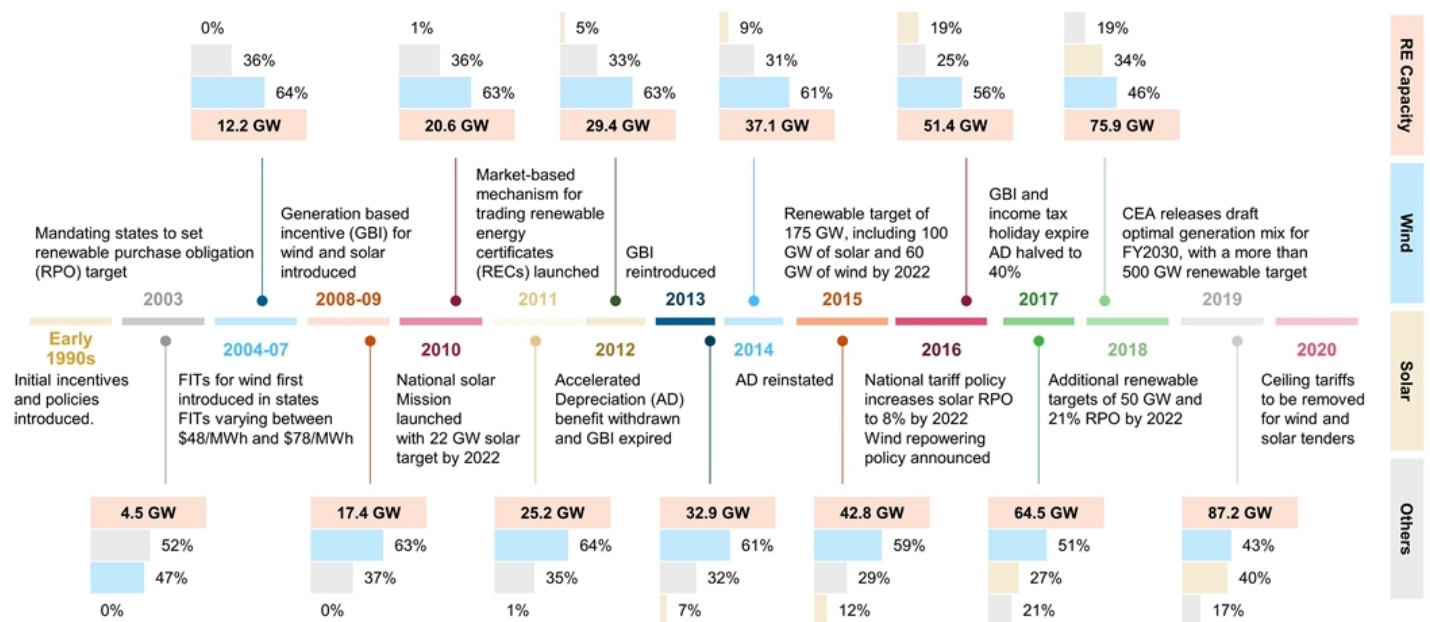 0%
36%
64%
12.2 GW
1%
36%
63%
20.6 GW
5%
33%
63%
29.4 GW
9%
31%
61%
37.1 GW
19%
25%
56%
51.4 GW
19%
34%
46%
75.9 GW
RE Capacity
Wind
Solar
Others
Mandating states to set
renewable purchase obligation
(RPO) target
Generation based
incentive (GBI) for
wind and solar
introduced
Market-based
mechanism for
trading renewable
energy
certificates
(RECs) launched
GBI
reintroduced
Renewable target of
175 GW, including 100
GW of solar and 60
GW of wind by 2022
GBI and
income tax
holiday expire
AD halved to
40%
CEA releases draft
optimal generation mix for
FY2030, with a more than
500 GW renewable target
2003
2008-09
2011
2013
2015
2017
2019
Early
1990s
2004-07
2010
2012
2014
2016
2018
2020
Initial incentives
and policies
introduced.
FITs for wind first
introduced in states
FITs varying between
$48/MWh and $78/MWh
National solar
Mission
launched
with 22 GW solar
target by 2022
Accelerated
Depreciation (AD)
benefit withdrawn
and GBI expired
AD reinstated
National tariff policy
increases solar RPO
to 8% by 2022
Wind repowering
policy announced
Additional renewable
targets of 50 GW and
21% RPO by 2022
Ceiling tariffs
to be removed
for wind and
solar tenders
4.5 GW
52%
47%
0%
17.4 GW
63%
37%
0%
25.2 GW
64%
35%
1%
32.9 GW
61%
32%
7%
42.8 GW
59%
29%
12%
64.5 GW
51%
27%
21%
87.2 GW
43%
40%
17%